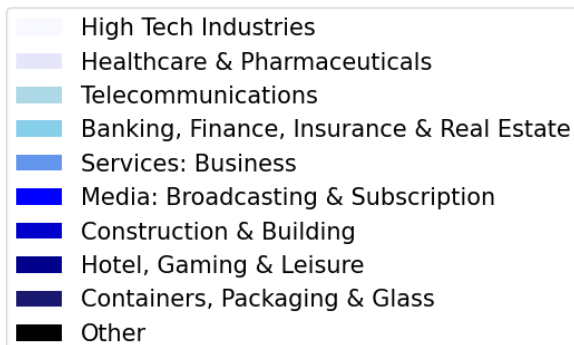 High Tech Industries
Healthcare & Pharmaceuticals
Telecommunications
Banking, Finance, Insurance & Real Estate
Services: Business
Media: Broadcasting & Subscription
Construction & Building
Hotel, Gaming & Leisure
Containers, Packaging & Glass
Other